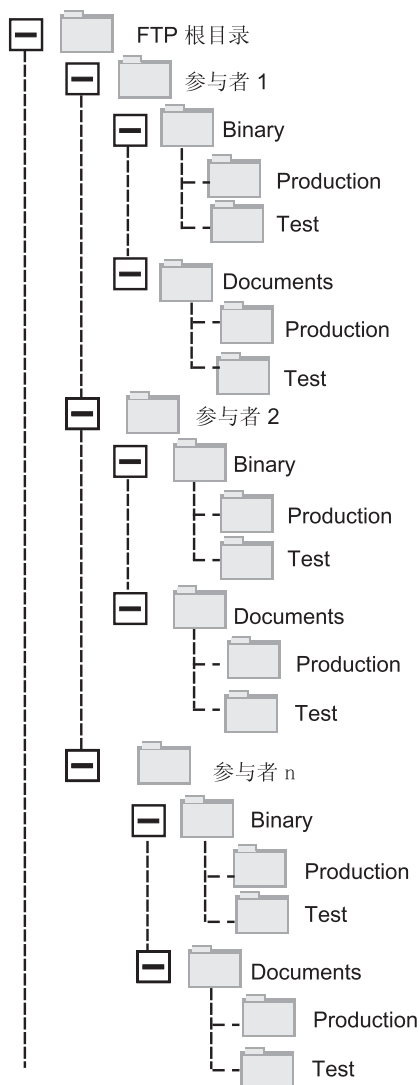 FTP 根目录
参与者 1
Binary
Production
Test
Documents
Production
Test
参与者 2
Binary
Production
Test
Documents
Production
Test
参与者 n
Binary
Production
Test
Documents
Production
Test